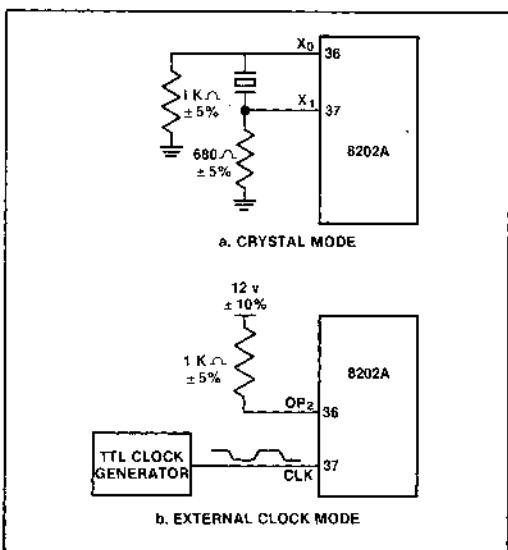 X0
36
1 KΩ
± 5%
X1
37
680Ω
± 5%
8202A
a. CRYSTAL MODE
12 v
± 10%
1 KΩ
± 5%
8202A
OP2
36
TTL CLOCK
GENERATOR
37
CLK
b. EXTERNAL CLOCK MODE